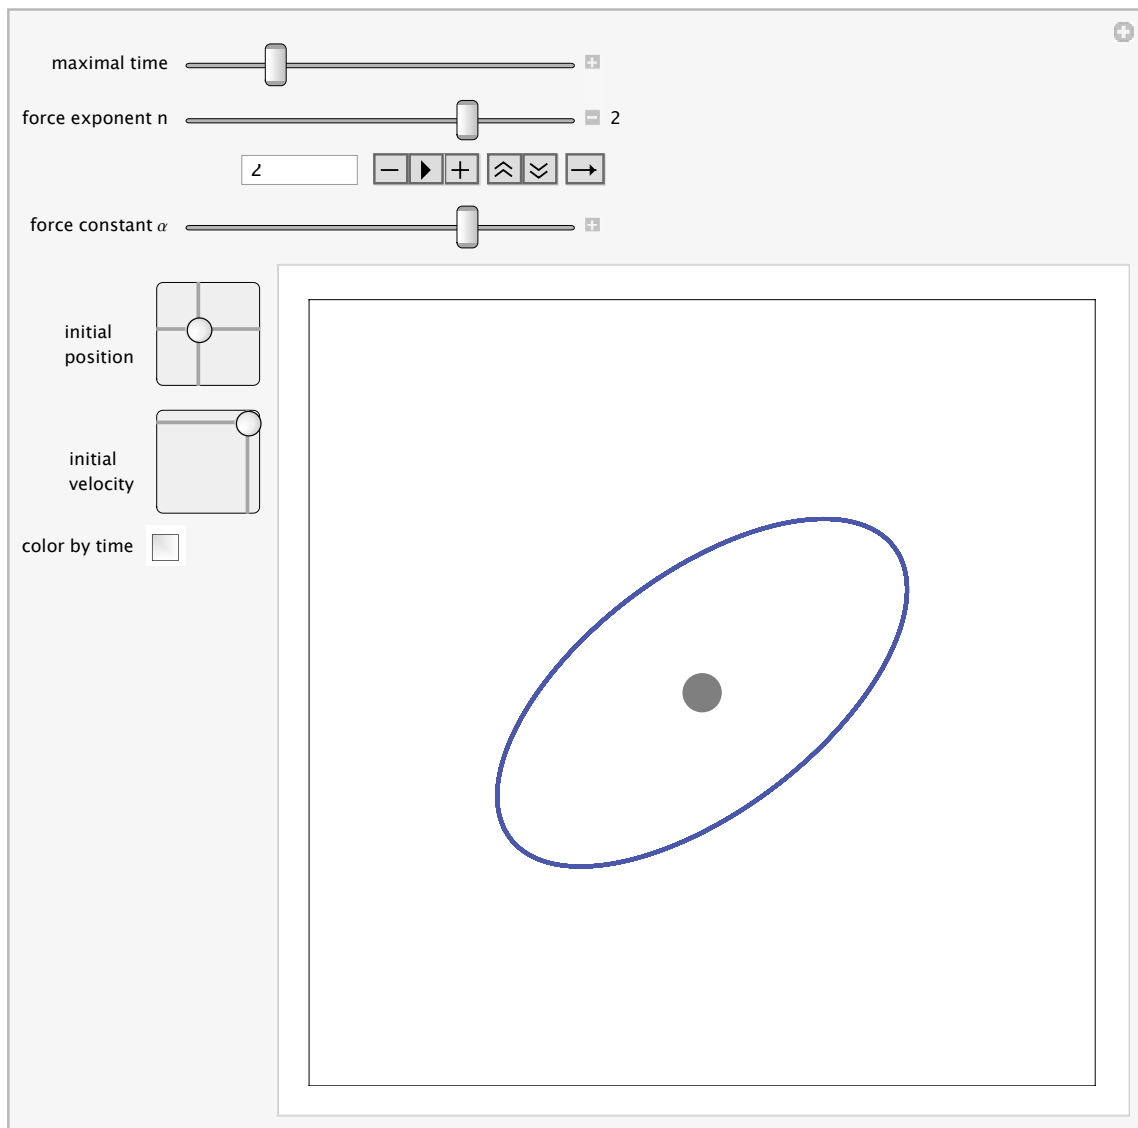 maximal time
force exponent n 2
2
force constant α
initial
position
initial
velocity
color by time